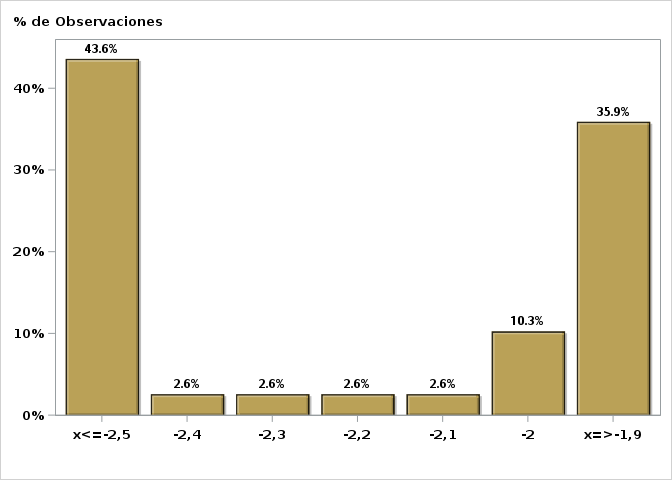 % de Observaciones
43.6%
35.9%
10.3%
2.6% 2.6% 2.6% 2.6%
40%
30%
20%
10%
0%
x<=-2,5 -2,4 -2,3 -2,2 -2,1 -2 x=>-1,9